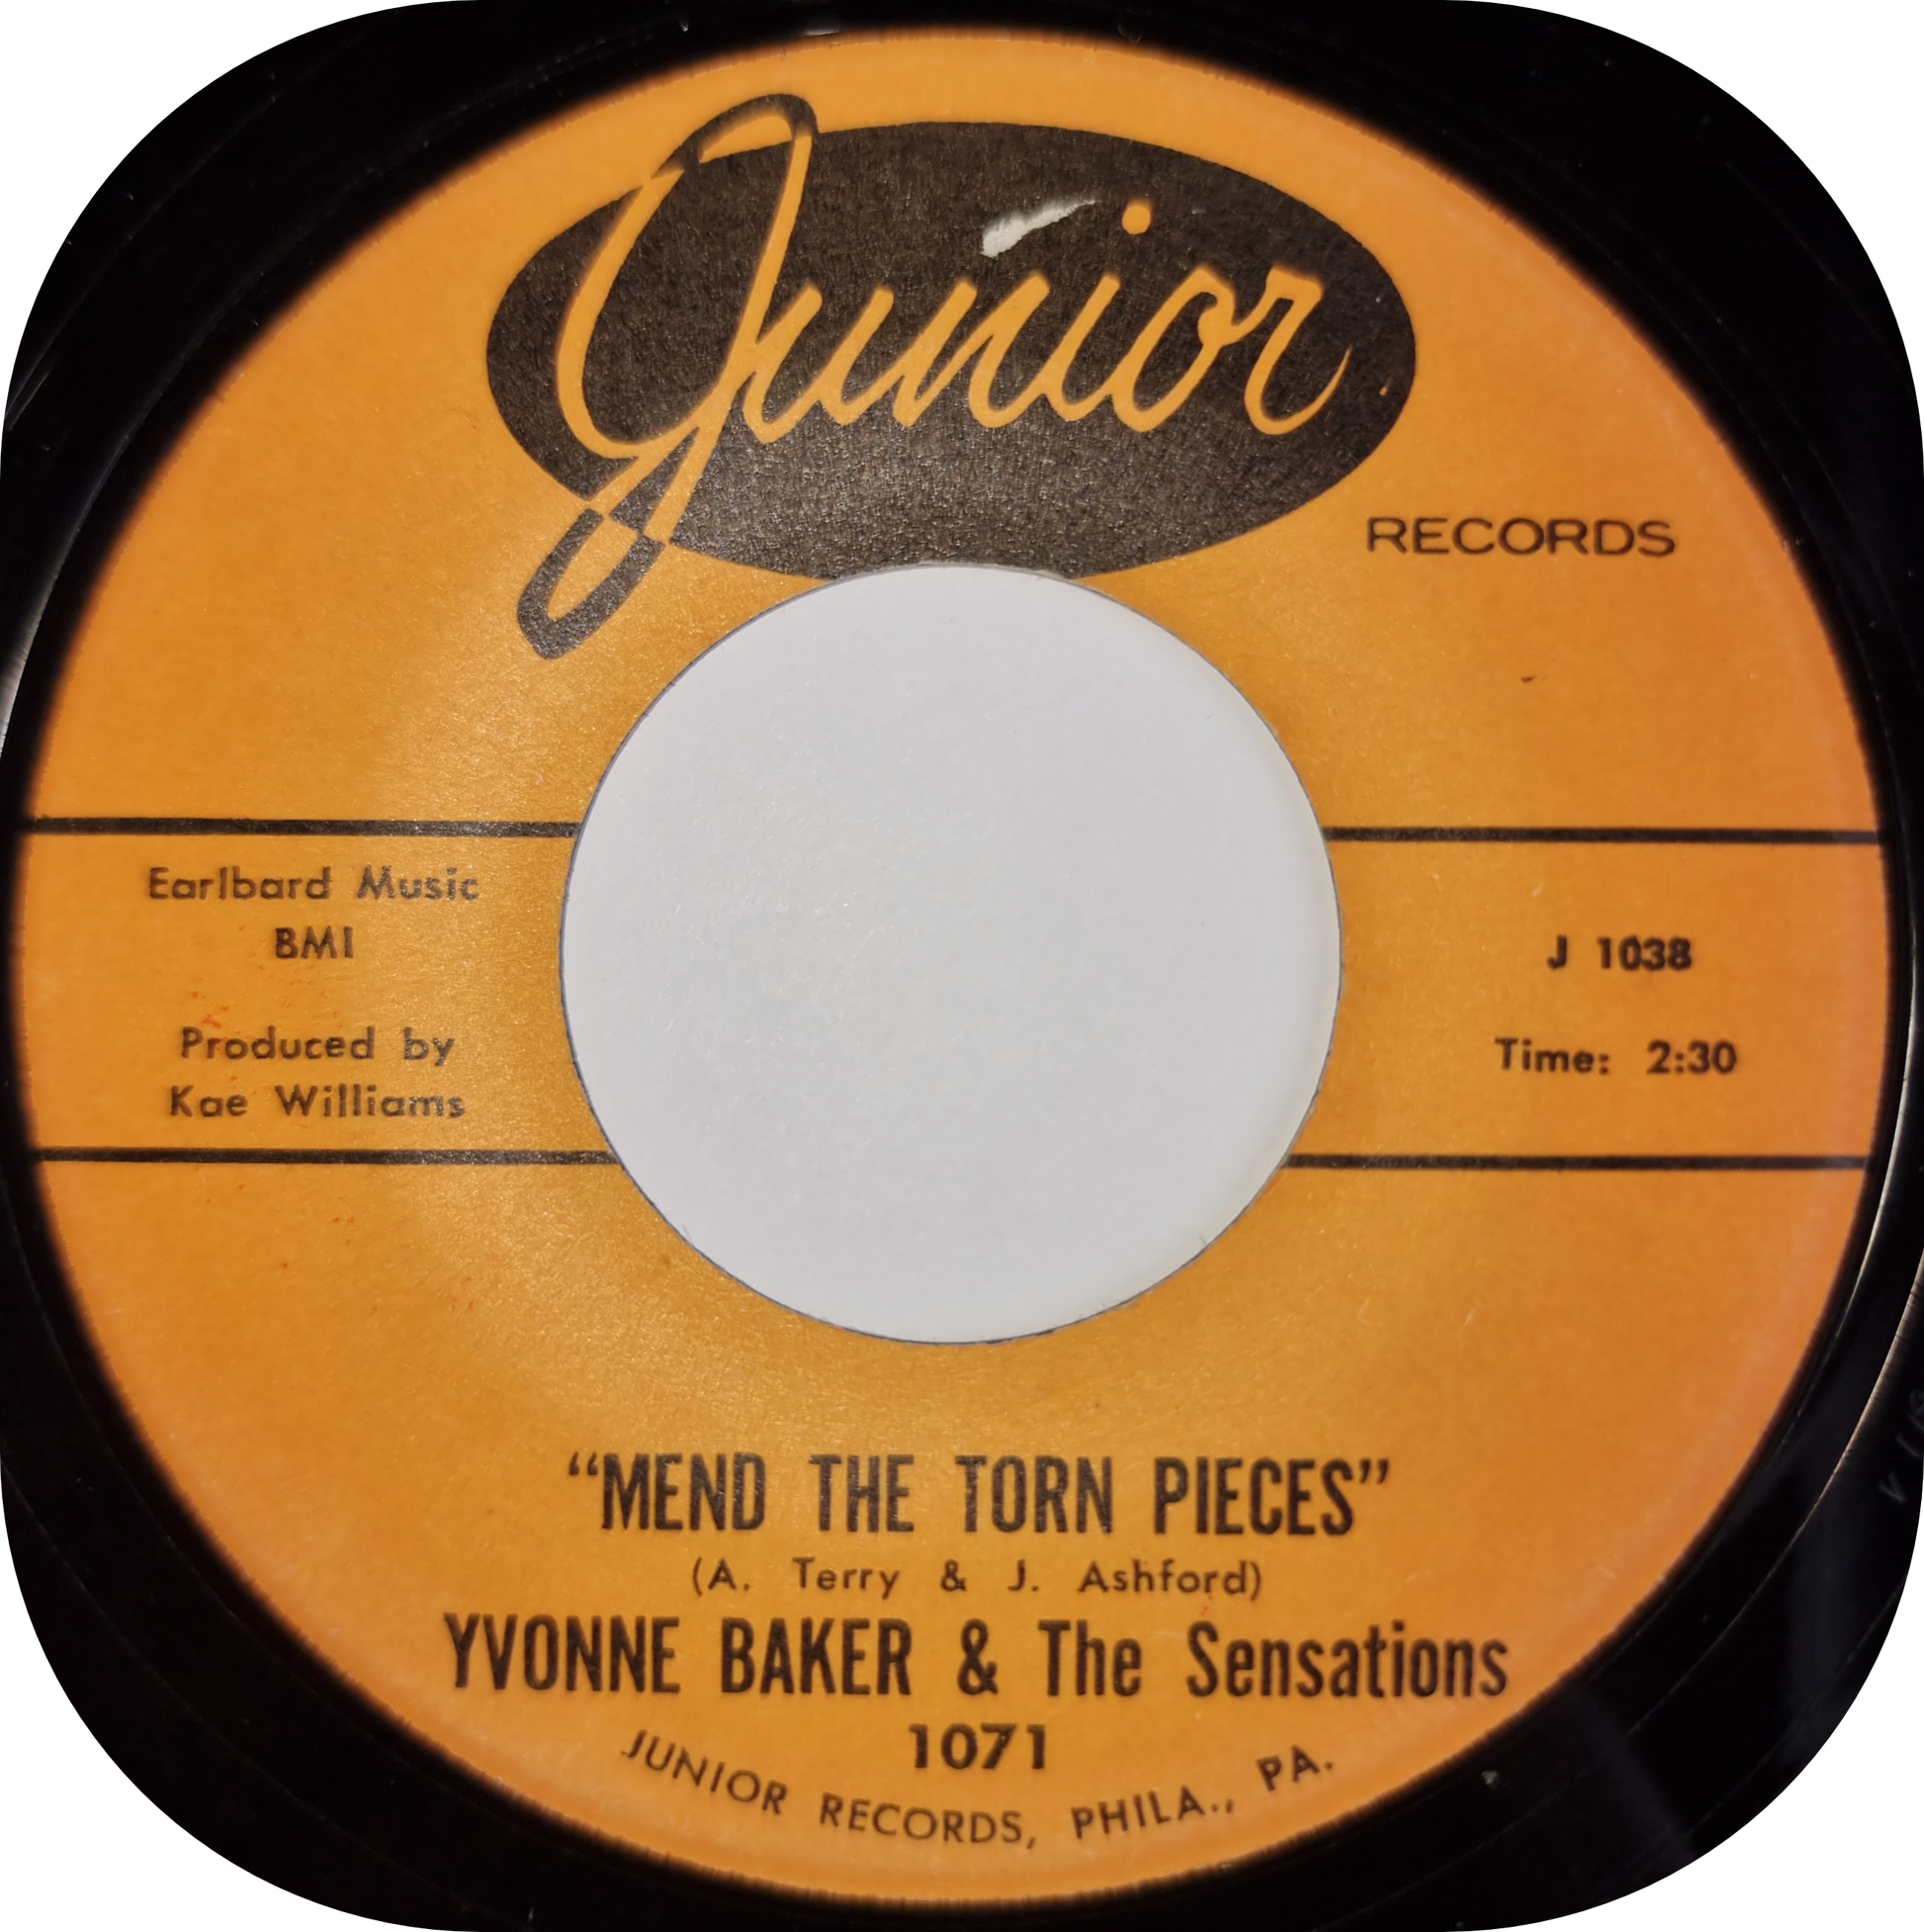 Junior
RECORDS
Earlbard Music
BMI
Produced by
Kae Williams
J 1038
Time: 2:30
“MEND THE TORN PIECES”
(A. Terry & J. Ashford)
YVONNE BAKER & The Sensations
1071
JUNIOR RECORDS, PHILA., PA.